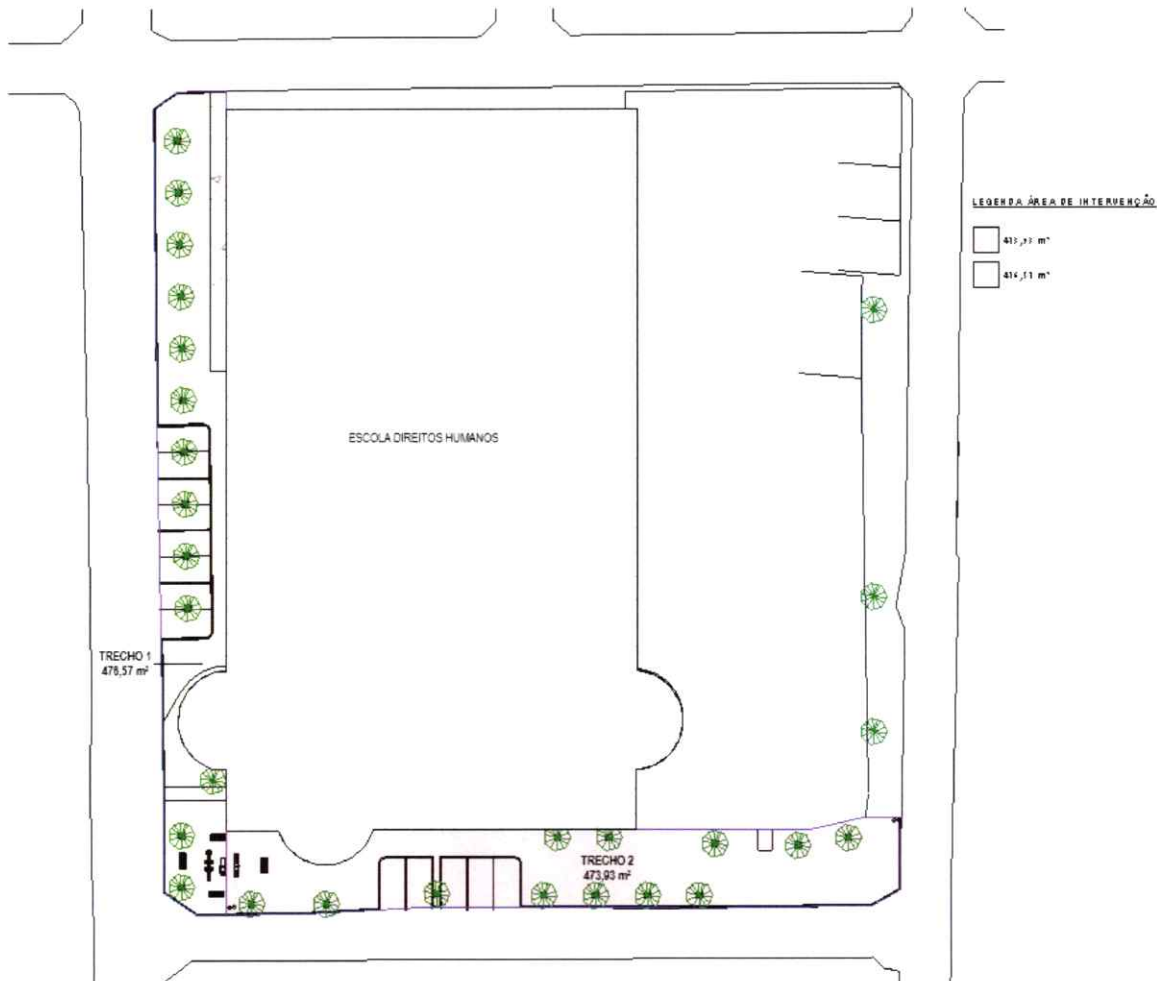 LEGENDA ÁREA DE INTERVENÇÃO
ESCOLA DIREITOS HUMANOS
TRECHO 1
476,57 m²
TRECHO 2
473,93 m²